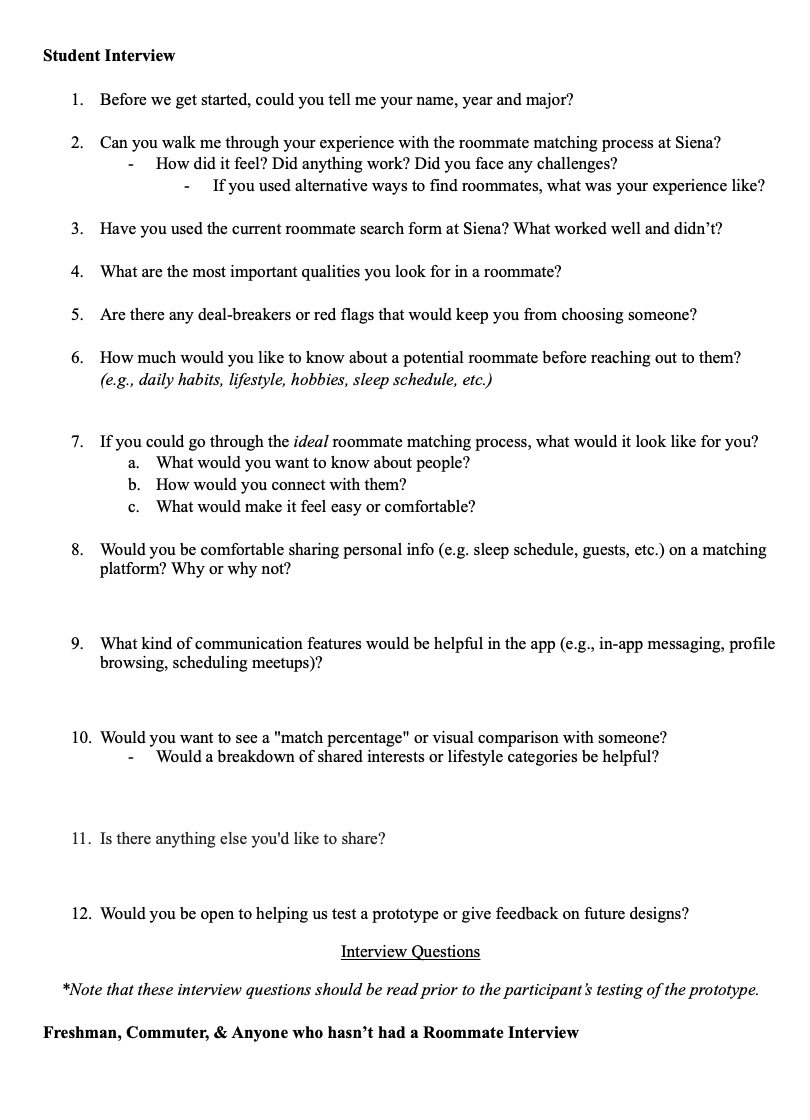 Student Interview
1. Before we get started, could you tell me your name, year and major?
2. Can you walk me through your experience with the roommate matching process at Siena?
- How did it feel? Did anything work? Did you face any challenges?
- If you used alternative ways to find roommates, what was your experience like?
3. Have you used the current roommate search form at Siena? What worked well and didn’t?
4. What are the most important qualities you look for in a roommate?
5. Are there any deal-breakers or red flags that would keep you from choosing someone?
6. How much would you like to know about a potential roommate before reaching out to them?
(e.g., daily habits, lifestyle, hobbies, sleep schedule, etc.)
7. If you could go through the ideal roommate matching process, what would it look like for you?
a. What would you want to know about people?
b. How would you connect with them?
c. What would make it feel easy or comfortable?
8. Would you be comfortable sharing personal info (e.g. sleep schedule, guests, etc.) on a matching
platform? Why or why not?
9. What kind of communication features would be helpful in the app (e.g., in-app messaging, profile
browsing, scheduling meetups)?
10. Would you want to see a "match percentage" or visual comparison with someone?
- Would a breakdown of shared interests or lifestyle categories be helpful?
11. Is there anything else you'd like to share?
12. Would you be open to helping us test a prototype or give feedback on future designs?
Interview Questions
*Note that these interview questions should be read prior to the participant’s testing of the prototype.
Freshman, Commuter, & Anyone who hasn’t had a Roommate Interview